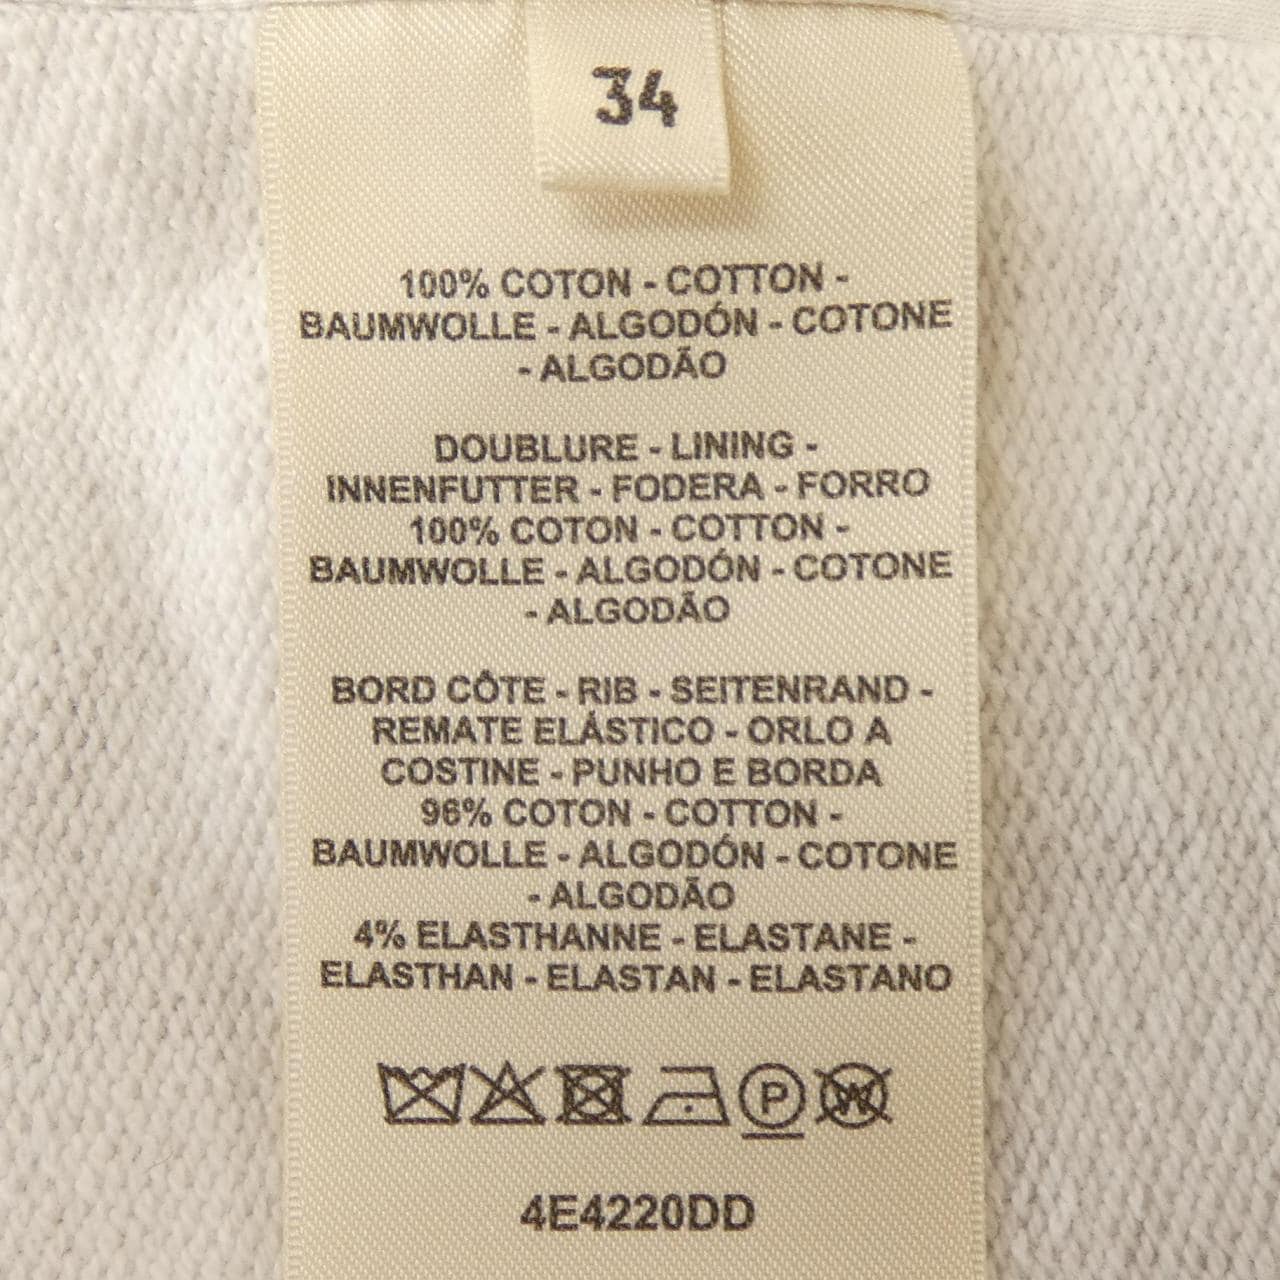 34
100% COTON - COTTON -
BAUMWOLLE - ALGODÓN - COTONE
- ALGODÃO
DOUBLURE - LINING -
INNENFUTTER - FODERA - FORRO
100% COTON - COTTON -
BAUMWOLLE - ALGODÓN - COTONE
- ALGODÃO
BORD CÔTE - RIB - SEITENRAND -
REMATE ELÁSTICO - ORLO A
COSTINE - PUNHO E BORDA
96% COTON - COTTON -
BAUMWOLLE - ALGODÓN - COTONE
- ALGODÃO
4% ELASTHANNE - ELASTANE -
ELASTHAN - ELASTAN - ELASTANO
P W
4E4220DD